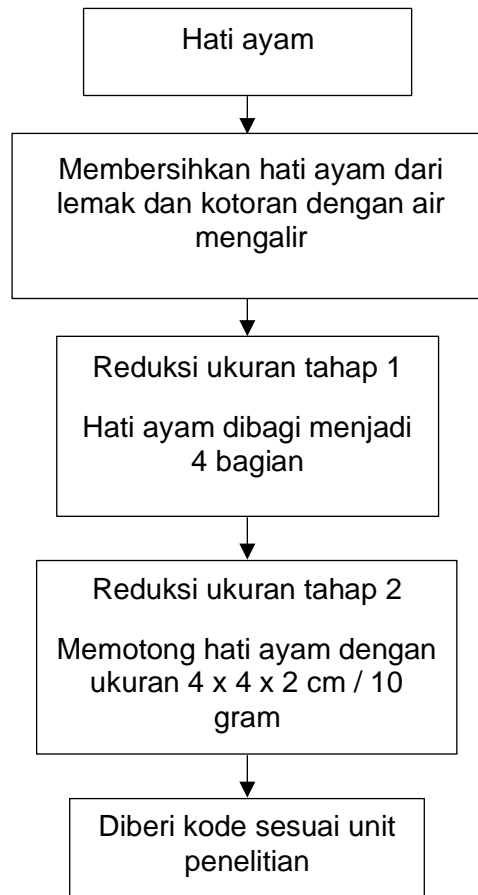 Hati ayam
Membersihkan hati ayam dari
lemak dan kotoran dengan air
mengalir
Reduksi ukuran tahap 1
Hati ayam dibagi menjadi
4 bagian
Reduksi ukuran tahap 2
Memotong hati ayam dengan
ukuran 4 x 4 x 2 cm / 10
gram
Diberi kode sesuai unit
penelitian